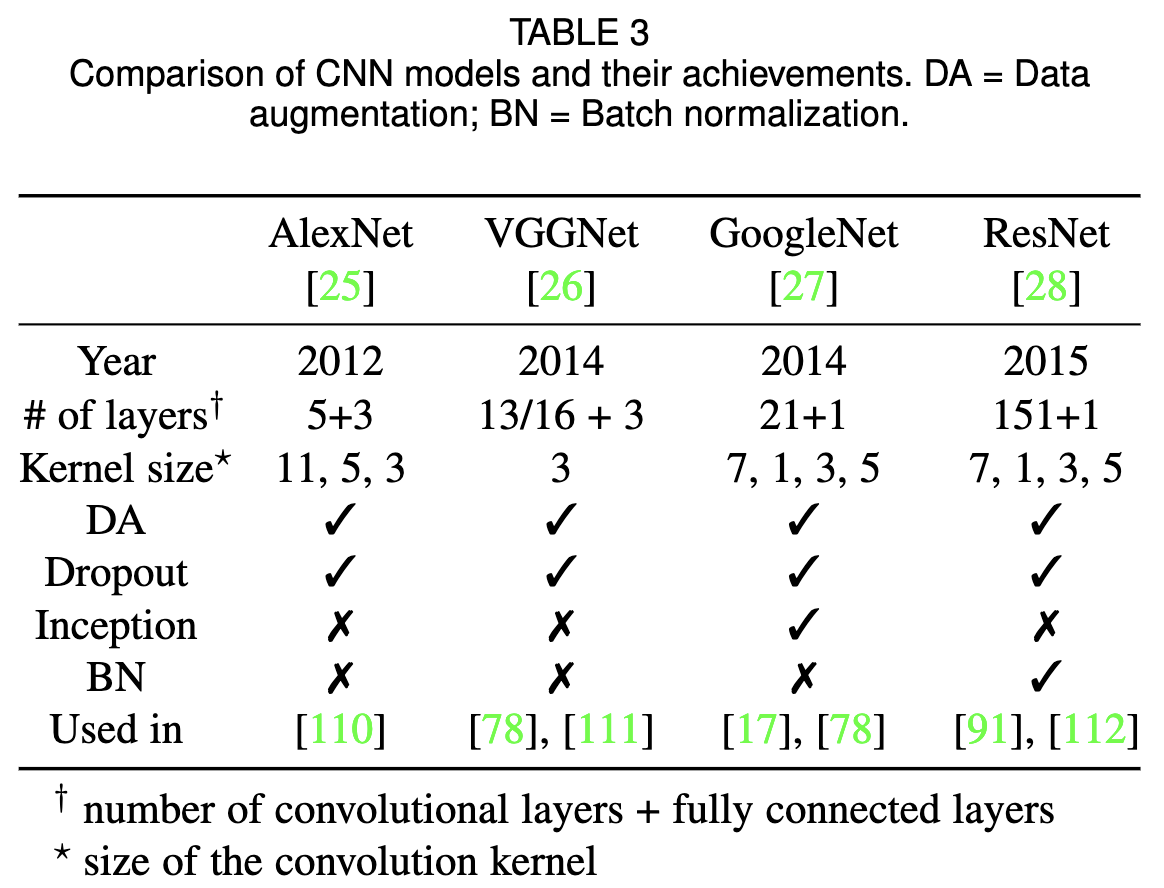 TABLE 3
Comparison of CNN models and their achievements. DA = Data
augmentation; BN = Batch normalization.
AlexNet VGGNet GoogleNet ResNet
[25] [26] [27] [28]
Year 2012 2014 2014 2015
# of layers† 5+3 13/16 + 3 21+1 151+1
Kernel size⋆ 11, 5, 3 3 7, 1, 3, 5 7, 1, 3, 5
DA ✓ ✓ ✓ ✓
Dropout ✓ ✓ ✓ ✓
Inception ✗ ✗ ✓ ✗
BN ✗ ✗ ✗ ✓
Used in [110] [78], [111] [17], [78] [91], [112]
† number of convolutional layers + fully connected layers
⋆ size of the convolution kernel